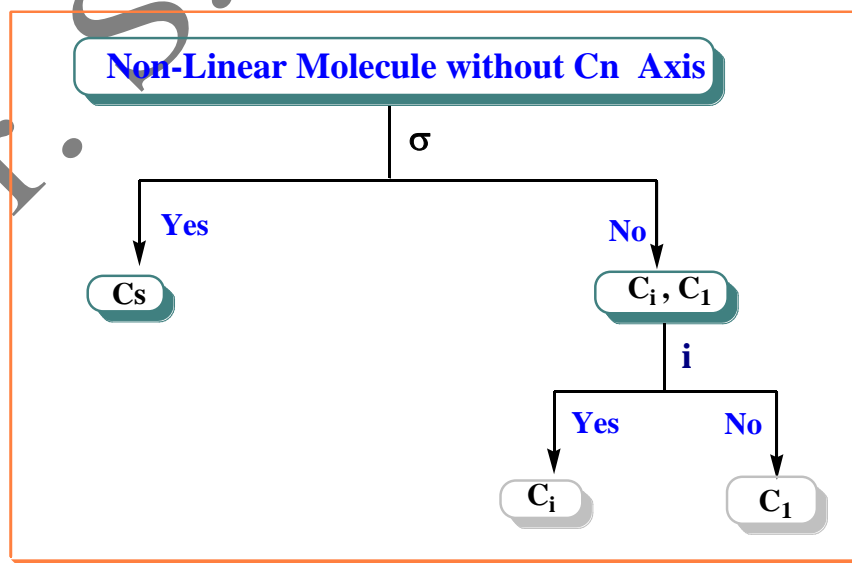 Non-Linear Molecule without Cn Axis
σ
Yes
No
Cs
Cᵢ , C₁
i
Yes
No
Cᵢ
C₁